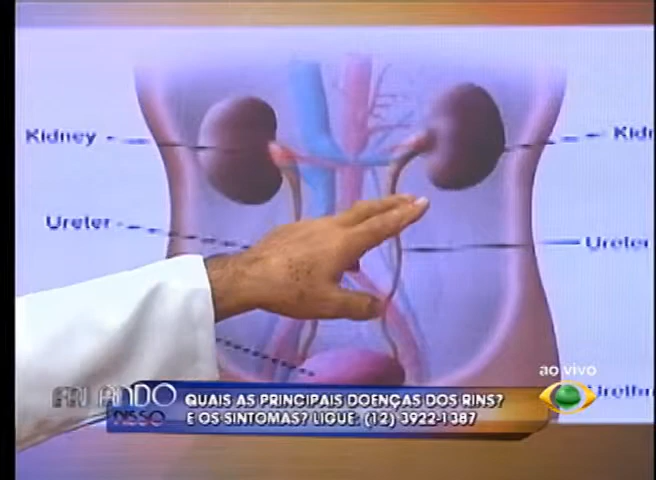 Kidney
Kid
Ureter
Ureter
ao vivo
FALANDO
NISSO
QUAIS AS PRINCIPAIS DOENÇAS DOS RINS?
E OS SINTOMAS? LIGUE: (12) 3922-1387
Urethr